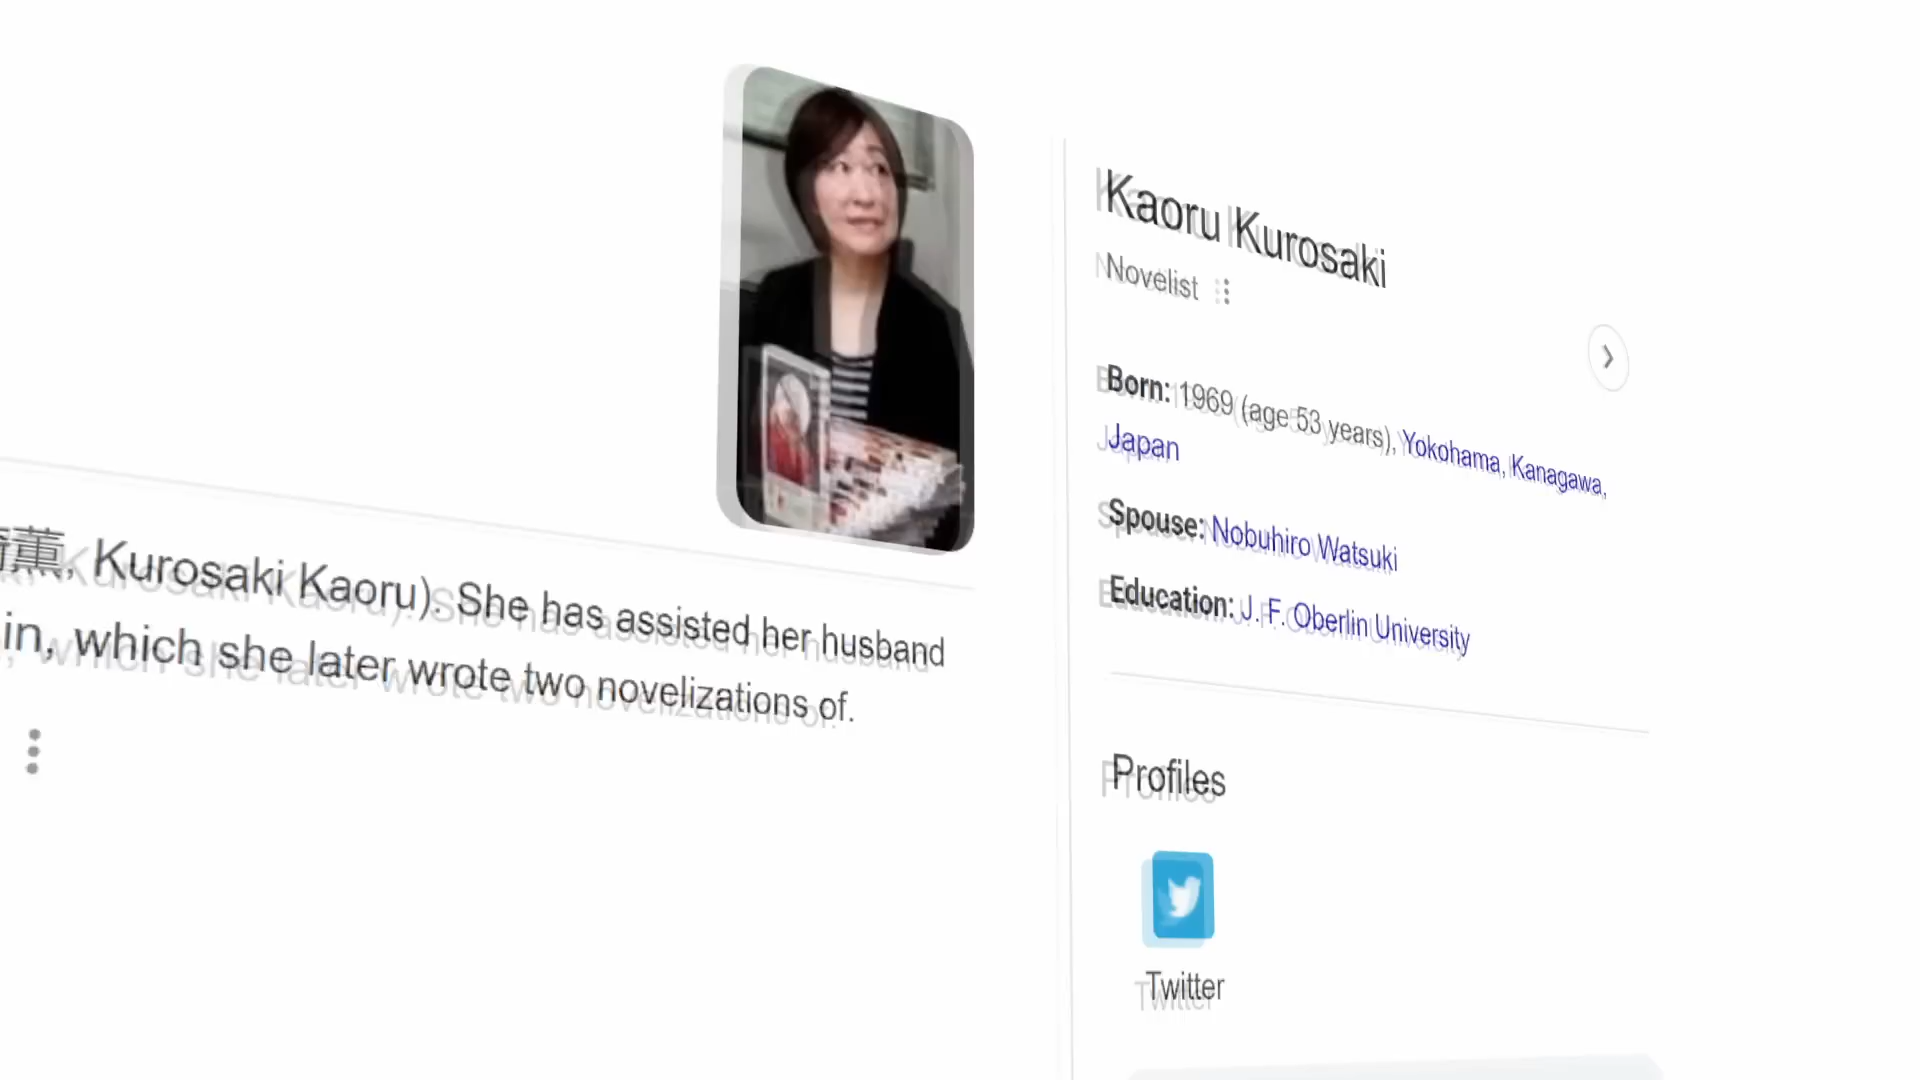 薫, Kurosaki Kaoru). She has assisted her husband
in, which she later wrote two novelizations of.
Kaoru Kurosaki
Novelist
Born: 1969 (age 53 years), Yokohama, Kanagawa,
Japan
Spouse: Nobuhiro Watsuki
Education: J. F. Oberlin University
Profiles
Twitter